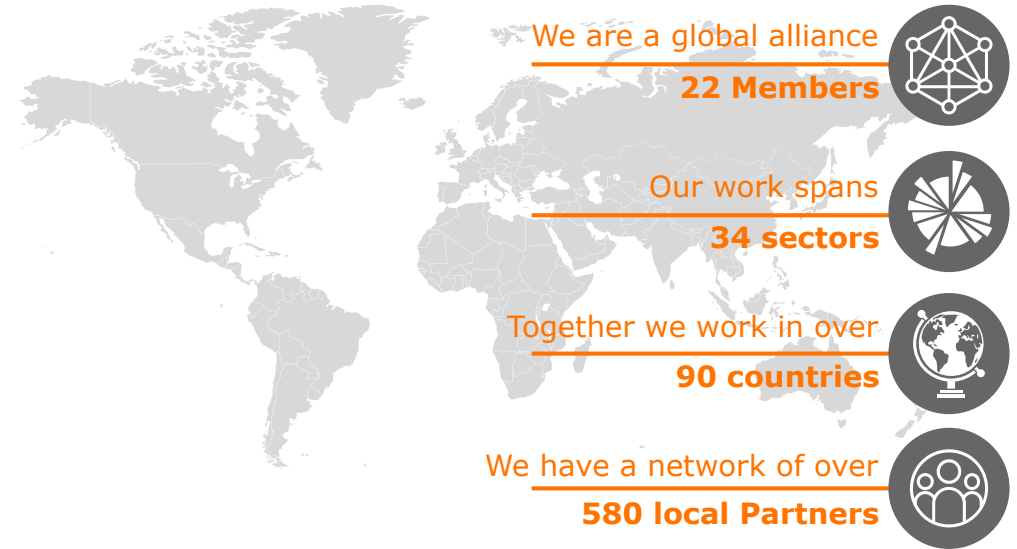 We are a global alliance
22 Members
Our work spans
34 sectors
Together we work in over
90 countries
We have a network of over
580 local Partners